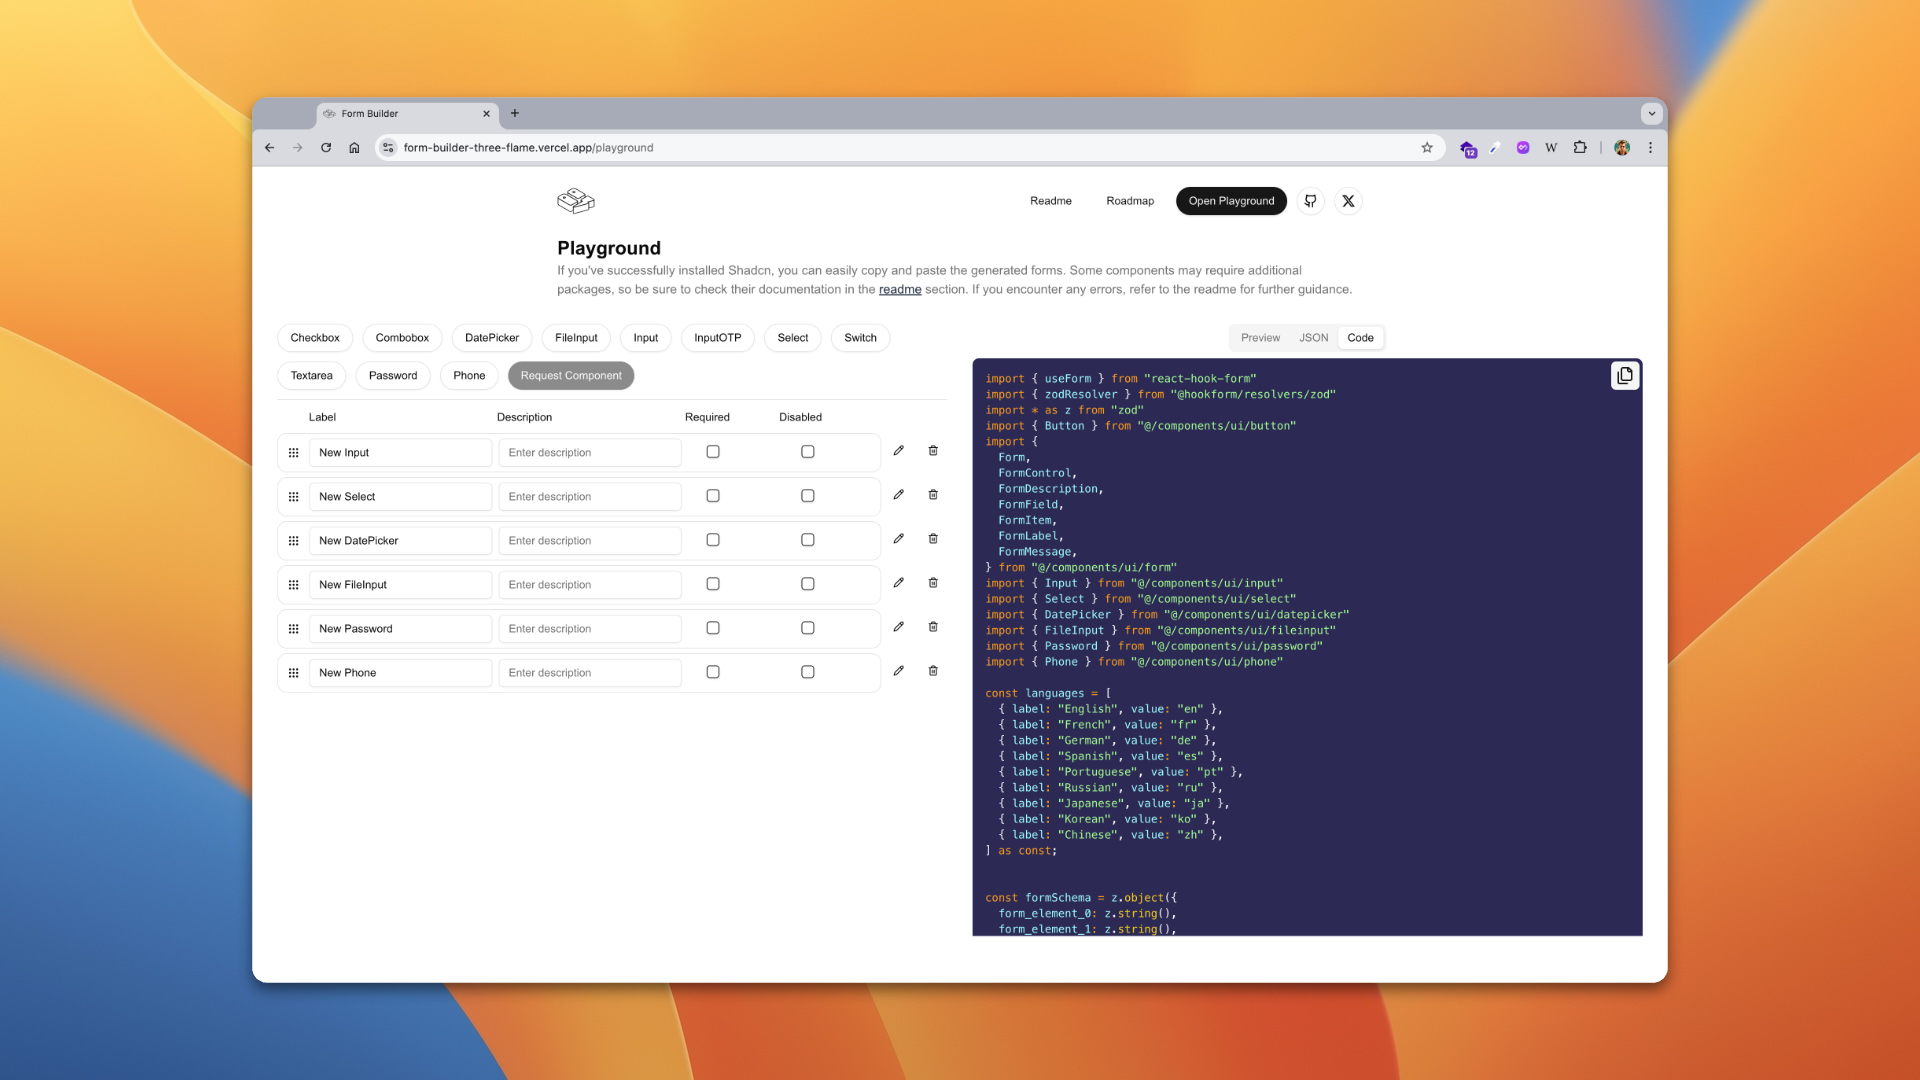 Form Builder
form-builder-three-flame.vercel.app/playground
12
W
Readme
Roadmap
Open Playground
Playground
If you've successfully installed Shadcn, you can easily copy and paste the generated forms. Some components may require additional
packages, so be sure to check their documentation in the readme section. If you encounter any errors, refer to the readme for further guidance.
Checkbox
Combobox
DatePicker
FileInput
Input
InputOTP
Select
Switch
Textarea
Password
Phone
Request Component
Label
Description
Required
Disabled
New Input
Enter description
New Select
Enter description
New DatePicker
Enter description
New FileInput
Enter description
New Password
Enter description
New Phone
Enter description
Preview
JSON
Code
import { useForm } from "react-hook-form"
import { zodResolver } from "@hookform/resolvers/zod"
import * as z from "zod"
import { Button } from "@/components/ui/button"
import {
  Form,
  FormControl,
  FormDescription,
  FormField,
  FormItem,
  FormLabel,
  FormMessage,
} from "@/components/ui/form"
import { Input } from "@/components/ui/input"
import { Select } from "@/components/ui/select"
import { DatePicker } from "@/components/ui/datepicker"
import { FileInput } from "@/components/ui/fileinput"
import { Password } from "@/components/ui/password"
import { Phone } from "@/components/ui/phone"
const languages = [
  { label: "English", value: "en" },
  { label: "French", value: "fr" },
  { label: "German", value: "de" },
  { label: "Spanish", value: "es" },
  { label: "Portuguese", value: "pt" },
  { label: "Russian", value: "ru" },
  { label: "Japanese", value: "ja" },
  { label: "Korean", value: "ko" },
  { label: "Chinese", value: "zh" },
] as const;
const formSchema = z.object({
  form_element_0: z.string(),
  form_element_1: z.string(),